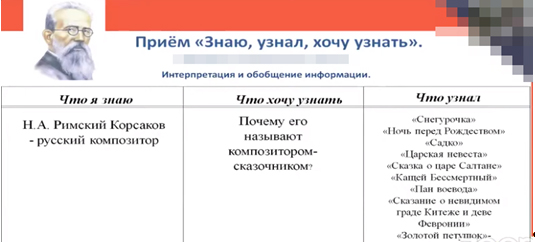 Приём «Знаю, узнал, хочу узнать».
Интерпретация и обобщение информации.
Что я знаю
Что хочу узнать
Что узнал
Н.А. Римский Корсаков
- русский композитор
Почему его
называют
композитором-
сказочником?
«Снегурочка»
«Ночь перед Рождеством»
«Садко»
«Царская невеста»
«Сказка о царе Салтане»
«Кащей Бессмертный»
«Пан воевода»
«Сказание о невидимом
граде Китеже и деве
Февронии»
«Золотой петушок»-